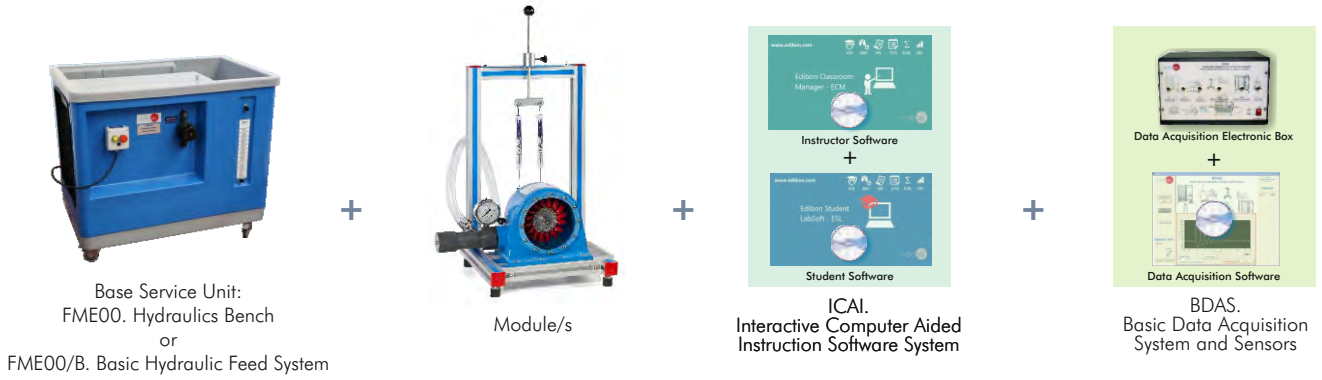 Base Service Unit:
FME00. Hydraulics Bench
or
FME00/B. Basic Hydraulic Feed System
+
Module/s
+
www.edibon.com
Edibon Classroom
Manager - ECM
Instructor Software
+
www.edibon.com
Edibon Student
LabSoft - ESL
Student Software
ICAI.
Interactive Computer Aided
Instruction Software System
+
Data Acquisition Electronic Box
+
Data Acquisition Software
BDAS.
Basic Data Acquisition
System and Sensors